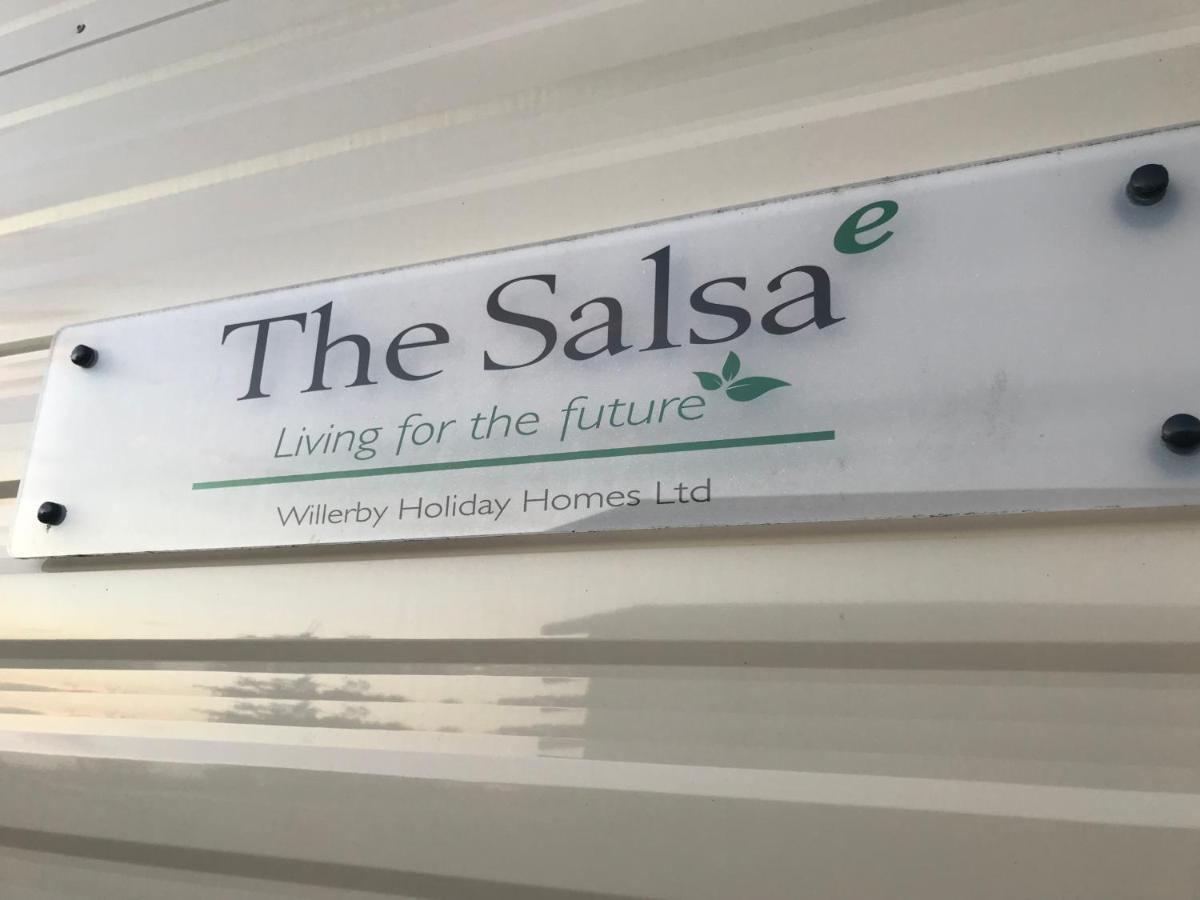 The Salsa e
Living for the future
Willerby Holiday Homes Ltd